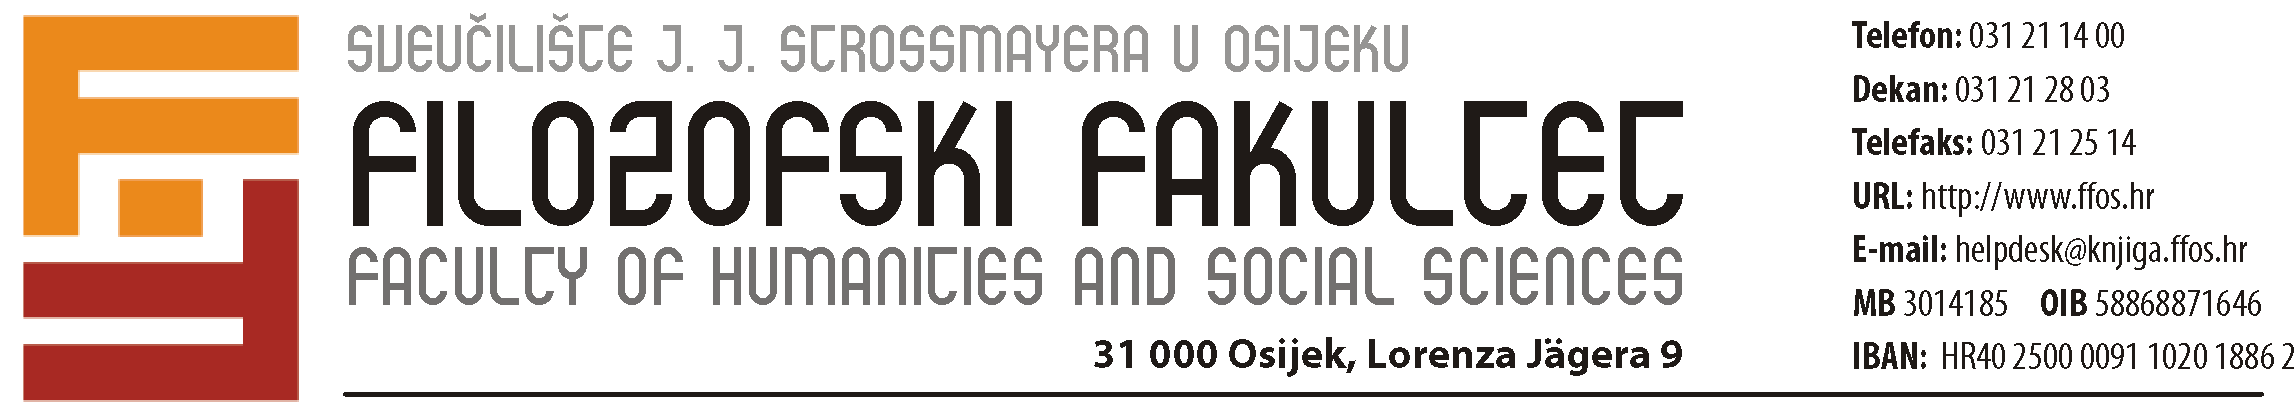 SVEUČILIŠTE J. J. STROSSMAYERA U OSIJEKU
FILOZOFSKI FAKULTET
FACULTY OF HUMANITIES AND SOCIAL SCIENCES
31 000 Osijek, Lorenza Jägera 9
Telefon: 031 21 14 00
Dekan: 031 21 28 03
Telefaks: 031 21 25 14
URL: http://www.ffos.hr
E-mail: helpdesk@knjiga.ffos.hr
MB 3014185 OIB 58868871646
IBAN: HR40 2500 0091 1020 1886 2